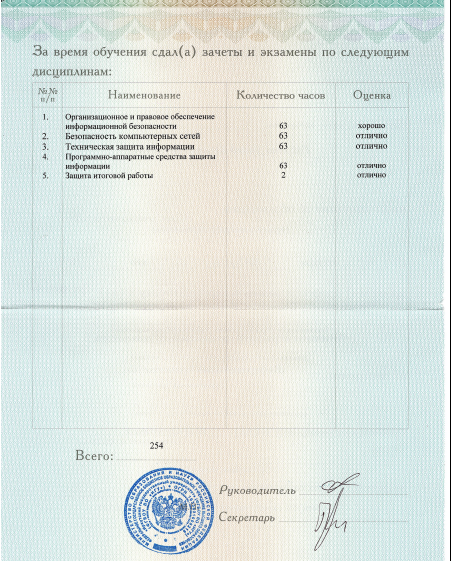 За время обучения сдал(а) зачеты и экзамены по следующим
дисциплинам:
№№ Наименование Количество часов Оценка
п/п
1. Организационное и правовое обеспечение
информационной безопасности 63 хорошо
2. Безопасность компьютерных сетей 63 отлично
3. Техническая защита информации 63 отлично
4. Программно-аппаратные средства защиты
информации 63 отлично
5. Защита итоговой работы 2 отлично
Всего: 254
Руководитель
Секретарь